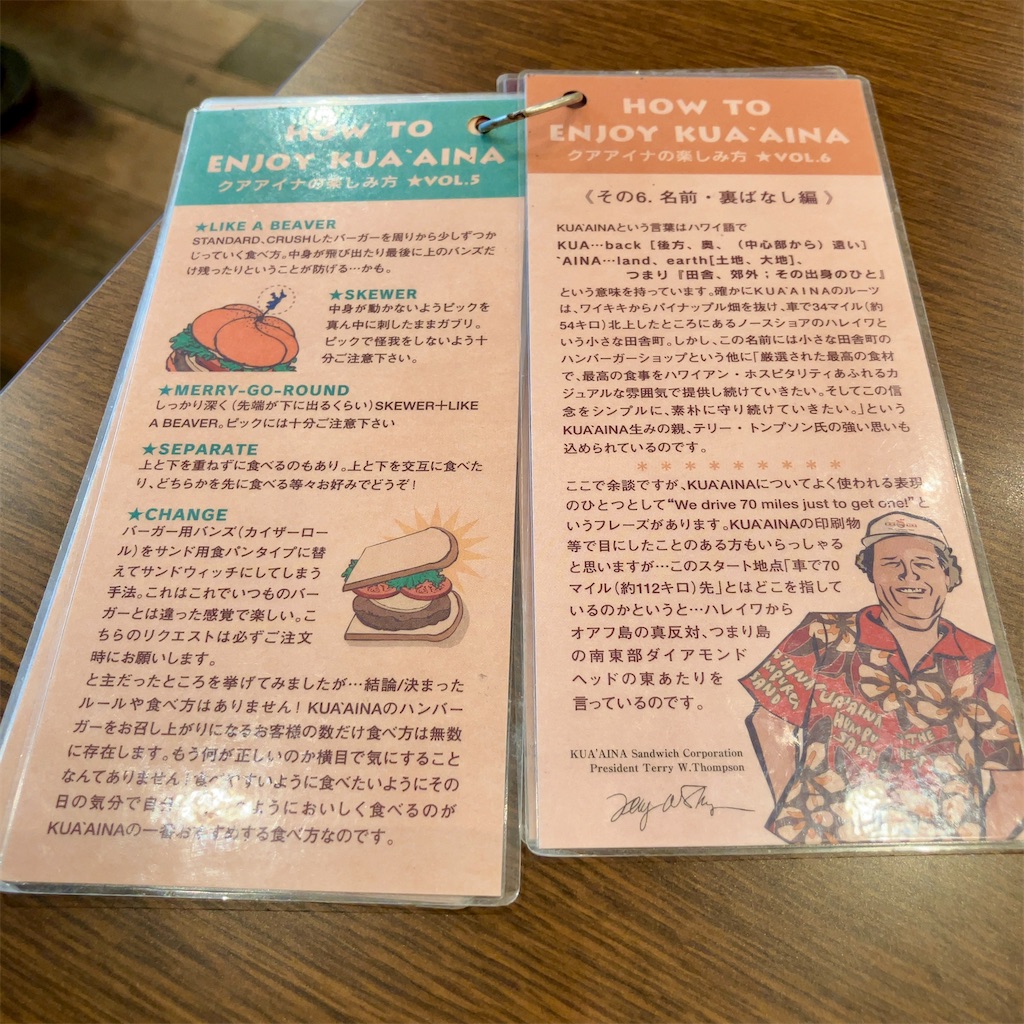 HOW TO
ENJOY KUA`AINA
クアアイナの楽しみ方 ★VOL.5
★LIKE A BEAVER
STANDARD、CRUSHしたバーガーを周りから少しずつか
じっていく食べ方。中身が飛び出たり最後に上のバンズだ
け残ったりということが防げる…かも。
★SKEWER
中身が動かないようピックを
真ん中に刺したままガブリ。
ピックで怪我をしないよう十
分ご注意下さい。
★MERRY-GO-ROUND
しっかり深く(先端が下に出るくらい)SKEWER+LIKE
A BEAVER。ピックには十分ご注意下さい
★SEPARATE
上と下を重ねずに食べるのもあり。上と下を交互に食べた
り、どちらかを先に食べる等々お好みでどうぞ!
★CHANGE
バーガー用バンズ(カイザーロー
ル)をサンド用食パンタイプに替
えてサンドウィッチにしてしまう
手法。これはこれでいつものバー
ガーとは違った感覚で楽しい。こ
ちらのリクエストは必ずご注文
時にお願いします。
と主だったところを挙げてみましたが…結論/決まった
ルールや食べ方はありません!KUA`AINAのハンバー
ガーをお召し上がりになるお客様の数だけ食べ方は無数
に存在します。もう何が正しいのか横目で気にすること
なんてありません!食べやすいように食べたいようにその
日の気分で自分 ようにおいしく食べるのが
KUA`AINAの一番おすすめする食べ方なのです。
HOW TO
ENJOY KUA`AINA
クアアイナの楽しみ方 ★VOL.6
《その6. 名前・裏ばなし編 》
KUA`AINAという言葉はハワイ語で
KUA…back [後方、奥、(中心部から)遠い]
`AINA…land、earth[土地、大地]、
つまり『田舎、郊外;その出身のひと』
という意味を持っています。確かにKUA`AINAのルーツ
は、ワイキキからパイナップル畑を抜け、車で34マイル(約
54キロ)北上したところにあるノースショアのハレイワと
いう小さな田舎町。しかし、この名前には小さな田舎町の
ハンバーガーショップという他に「厳選された最高の食材
で、最高の食事をハワイアン・ホスピタリティあふれるカ
ジュアルな雰囲気で提供し続けていきたい。そしてこの信
念をシンプルに、素朴に守り続けていきたい。」という
KUA`AINA生みの親、テリー・トンプソン氏の強い思いも
込められているのです。
* * * * * * * * *
ここで余談ですが、KUA`AINAについてよく使われる表現
のひとつとして"We drive 70 miles just to get one!"と
いうフレーズがあります。KUA`AINAの印刷物
等で目にしたことのある方もいらっしゃる
と思いますが…このスタート地点「車で70
マイル(約112キロ)先」とはどこを指して
いるのかというと…ハレイワから
オアフ島の真反対、つまり島
の南東部ダイアモンド
ヘッドの東あたりを
言っているのです。
KUA`AINA Sandwich Corporation
President Terry W.Thompson